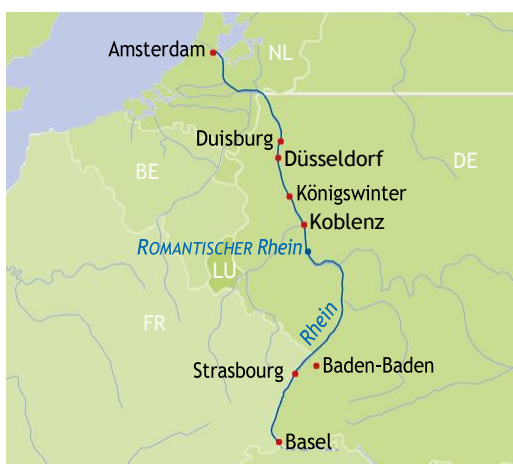 Amsterdam
NL
Duisburg
Düsseldorf
DE
BE
Königswinter
Koblenz
ROMANTISCHER Rhein
LU
FR
Rhein
Strasbourg
Baden-Baden
Basel